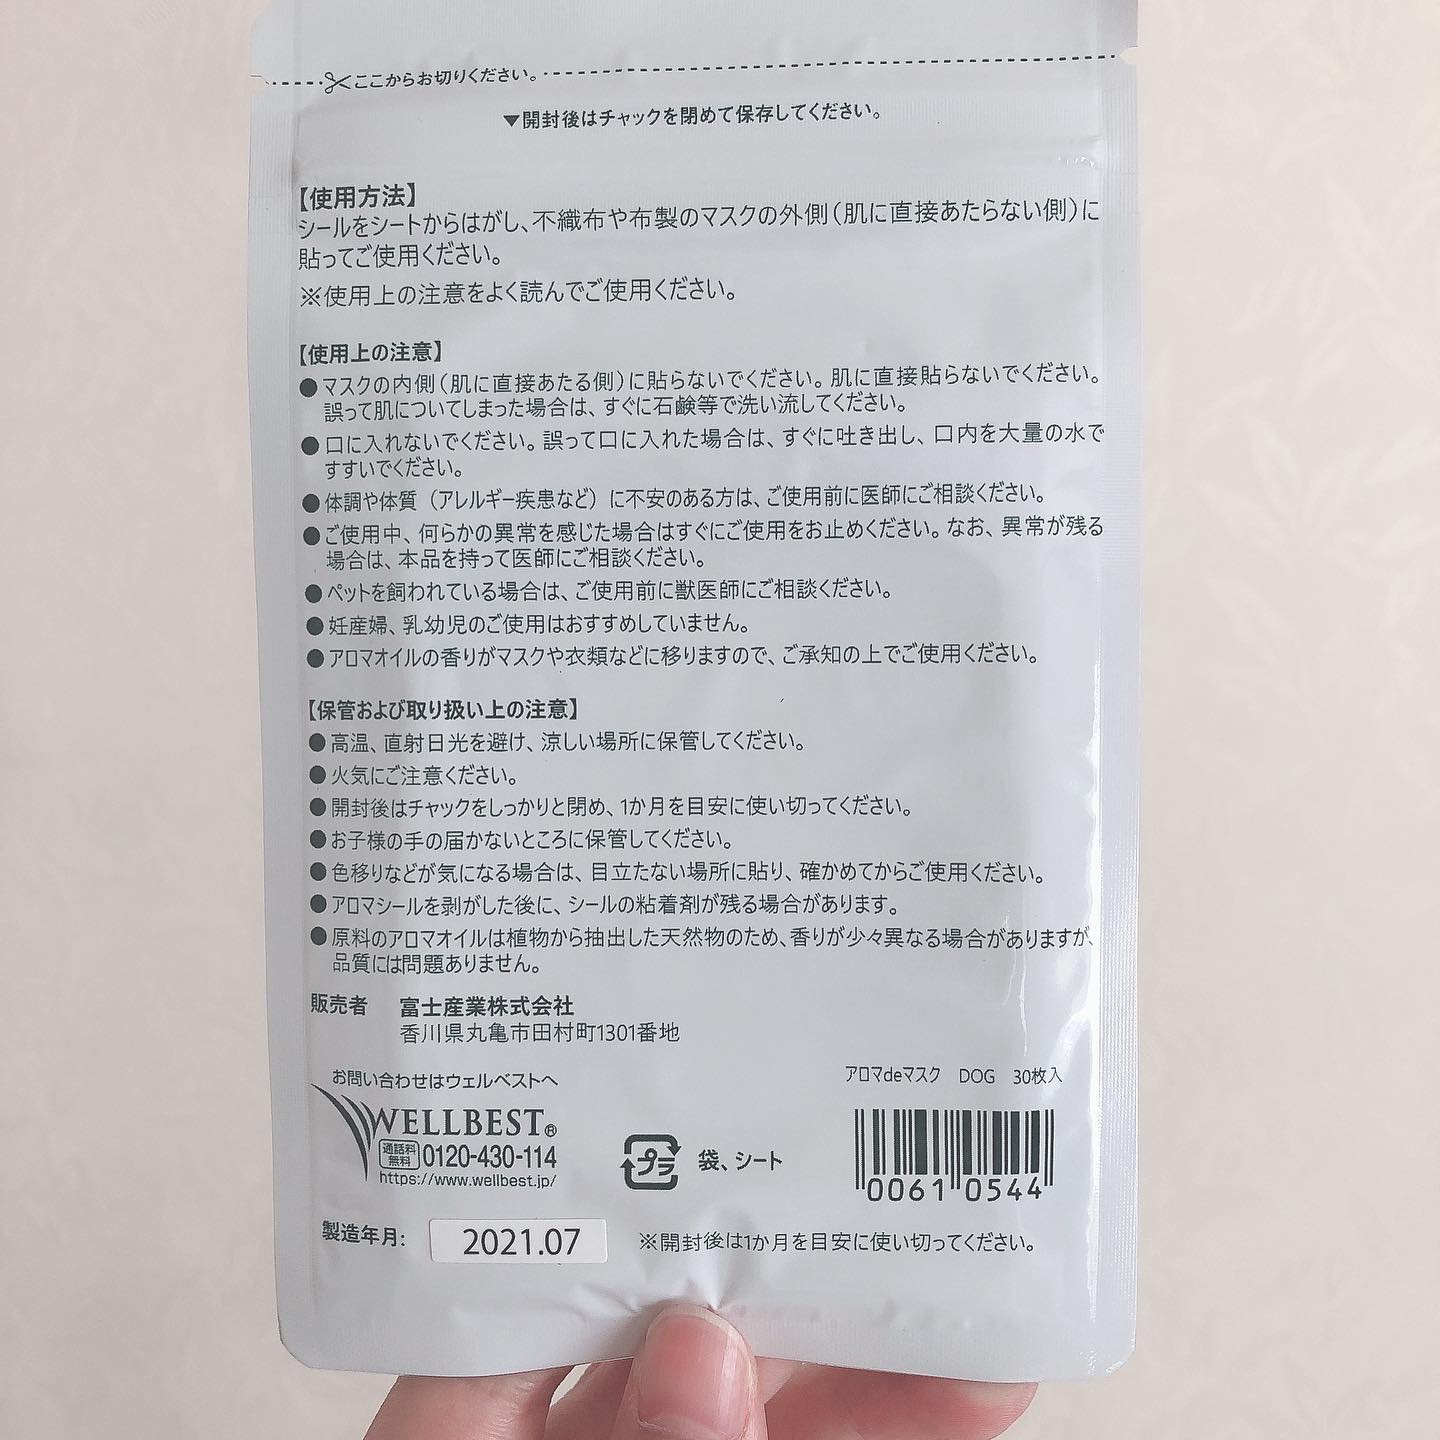 ここからお切りください。
▼開封後はチャックを閉めて保存してください。
【使用方法】
シールをシートからはがし、不織布や布製のマスクの外側（肌に直接あたらない側）に
貼ってご使用ください。
※使用上の注意をよく読んでご使用ください。
【使用上の注意】
●マスクの内側（肌に直接あたる側）に貼らないでください。肌に直接貼らないでください。
誤って肌についてしまった場合は、すぐに石鹸等で洗い流してください。
●口に入れないでください。誤って口に入れた場合は、すぐに吐き出し、口内を大量の水で
すすいでください。
●体調や体質（アレルギー疾患など）に不安のある方は、ご使用前に医師にご相談ください。
●ご使用中、何らかの異常を感じた場合はすぐにご使用をお止めください。なお、異常が残る
場合は、本品を持って医師にご相談ください。
●ペットを飼われている場合は、ご使用前に獣医師にご相談ください。
●妊産婦、乳幼児のご使用はおすすめしていません。
●アロマオイルの香りがマスクや衣類などに移りますので、ご承知の上でご使用ください。
【保管および取り扱い上の注意】
●高温、直射日光を避け、涼しい場所に保管してください。
●火気にご注意ください。
●開封後はチャックをしっかりと閉め、1か月を目安に使い切ってください。
●お子様の手の届かないところに保管してください。
●色移りなどが気になる場合は、目立たない場所に貼り、確かめてからご使用ください。
●アロマシールを剥がした後に、シールの粘着剤が残る場合があります。
●原料のアロマオイルは植物から抽出した天然物のため、香りが少々異なる場合がありますが、
品質には問題ありません。
販売者 富士産業株式会社
香川県丸亀市田村町1301番地
お問い合わせはウェルベストへ
WELLBEST®
通話料無料 0120-430-114
https://www.wellbest.jp/
プラ 袋、シート
アロマdeマスク DOG 30枚入
0061 0544
製造年月: 2021.07
※開封後は1か月を目安に使い切ってください。